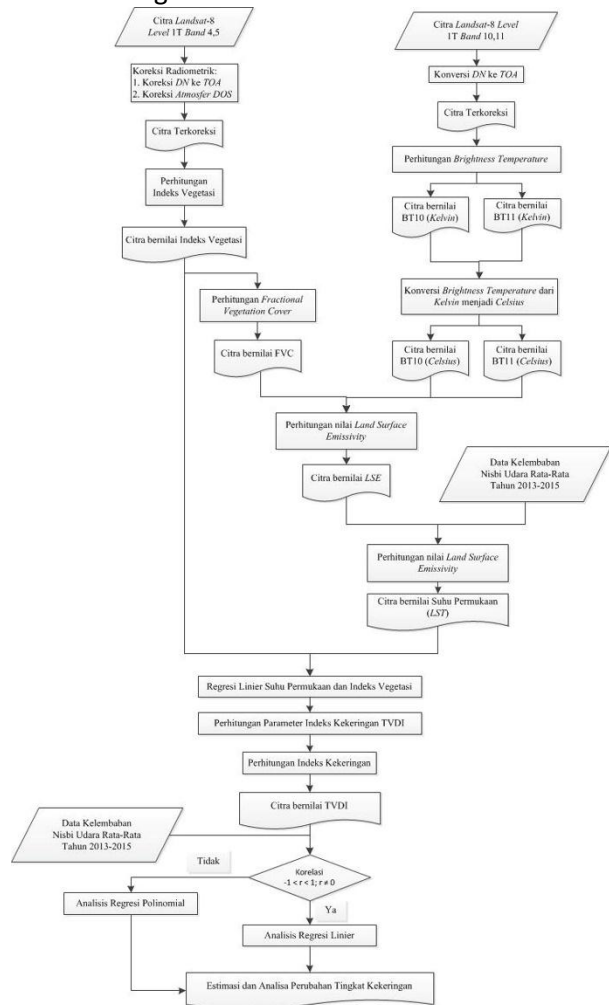 Citra Landsat-8
Level 1T Band 4,5
Koreksi Radiometrik:
1. Koreksi DN ke TOA
2. Koreksi Atmosfer DOS
Citra Terkoreksi
Perhitungan
Indeks Vegetasi
Citra bernilai Indeks Vegetasi
Citra Landsat-8 Level
1T Band 10,11
Konversi DN ke TOA
Citra Terkoreksi
Perhitungan Brightness Temperature
Citra bernilai
BT10 (Kelvin)
Citra bernilai
BT11 (Kelvin)
Perhitungan Fractional
Vegetation Cover
Konversi Brightness Temperature dari
Kelvin menjadi Celsius
Citra bernilai FVC
Citra bernilai
BT10 (Celsius)
Citra bernilai
BT11 (Celsius)
Perhitungan nilai Land Surface
Emissivity
Citra bernilai LSE
Data Kelembaban
Nisbi Udara Rata-Rata
Tahun 2013-2015
Perhitungan nilai Land Surface
Emissivity
Citra bernilai Suhu Permukaan
(LST)
Regresi Linier Suhu Permukaan dan Indeks Vegetasi
Perhitungan Parameter Indeks Kekeringan TVDI
Perhitungan Indeks Kekeringan
Citra bernilai TVDI
Data Kelembaban
Nisbi Udara Rata-Rata
Tahun 2013-2015
Tidak
Korelasi
-1 < r < 1; r ≠ 0
Analisis Regresi Polinomial
Ya
Analisis Regresi Linier
Estimasi dan Analisa Perubahan Tingkat Kekeringan